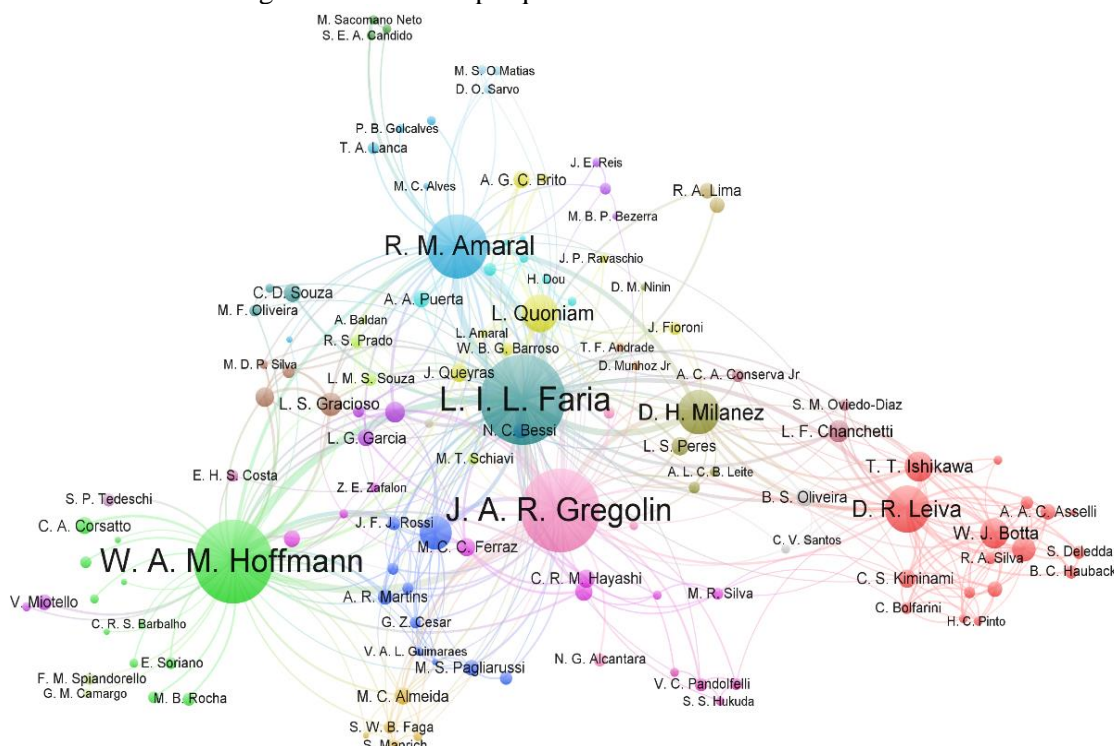 M. Sacomano Neto
S. E. A. Candido
M. S. O Matias
D. O. Sarvo
P. B. Golcalves
T. A. Lanca
J. E. Reis
A. G. C. Brito
M. C. Alves
R. A. Lima
M. B. P. Bezerra
R. M. Amaral
J. P. Ravaschio
H. Dou
D. M. Ninin
C. D. Souza
A. A. Puerta
M. F. Oliveira
L. Quoniam
A. Baldan
J. Fioroni
L. Amaral
R. S. Prado
W. B. G. Barroso
T. F. Andrade
M. D. P. Silva
D. Munhoz Jr
J. Queyras
A. C. A. Conserva Jr
L. M. S. Souza
L. I. L. Faria
L. S. Gracioso
S. M. Oviedo-Diaz
D. H. Milanez
N. C. Bessi
L. F. Chanchetti
L. G. Garcia
L. S. Peres
M. T. Schiavi
T. T. Ishikawa
A. L. C. B. Leite
E. H. S. Costa
Z. E. Zafalon
S. P. Tedeschi
B. S. Oliveira
J. A. R. Gregolin
D. R. Leiva
A. A. C. Asselli
C. A. Corsatto
J. F. J. Rossi
W. J. Botta
C. V. Santos
M. C. C. Ferraz
S. Deledda
W. A. M. Hoffmann
R. A. Silva
B. C. Hauback
C. R. M. Hayashi
C. S. Kiminami
M. R. Silva
A. R. Martins
V. Miotello
C. Bolfarini
G. Z. Cesar
H. C. Pinto
C. R. S. Barbalho
V. A. L. Guimaraes
N. G. Alcantara
E. Soriano
M. S. Pagliarussi
F. M. Spiandorello
V. C. Pandolfelli
G. M. Camargo
M. B. Rocha
M. C. Almeida
S. S. Hukuda
S. W. B. Faga
S. Manrich